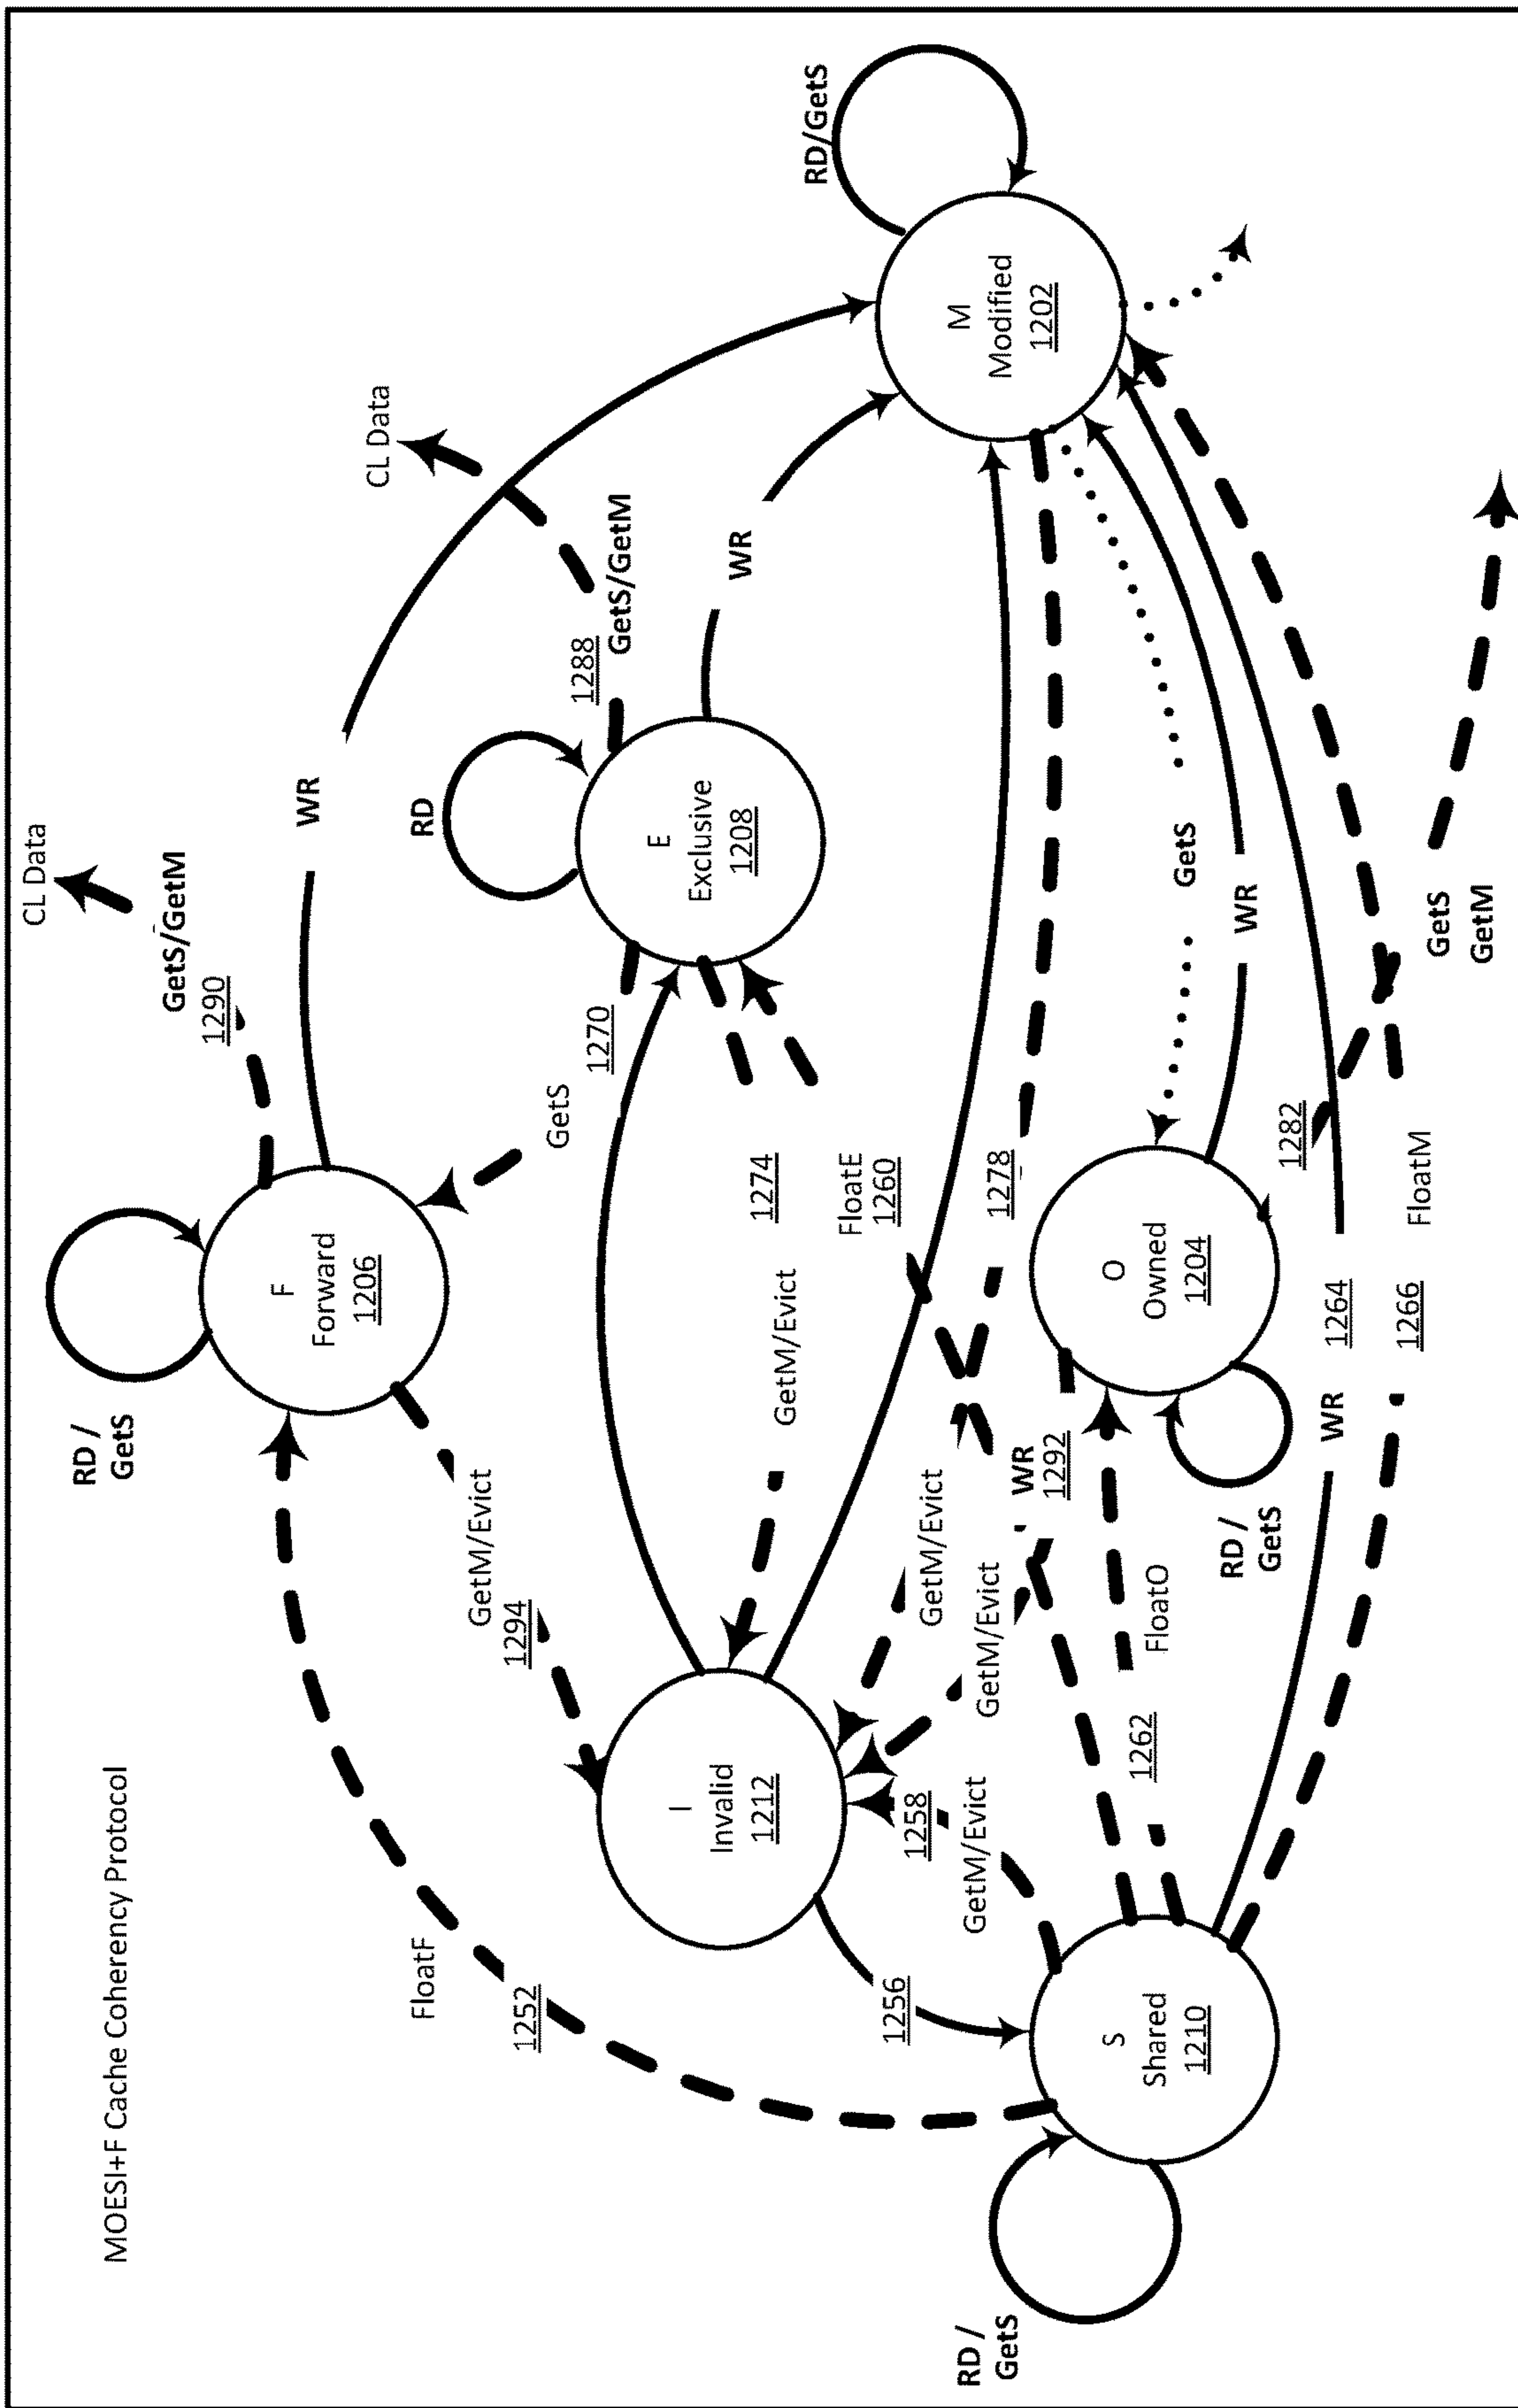 MOESI+F Cache Coherency Protocol
CL Data
RD /
GetS
GetS/GetM
1290
F
Forward
1206
WR
CL Data
FloatF
1252
RD
GetM/Evict
1294
GetS
1270
1288
GetS/GetM
E
Exclusive
1208
I
Invalid
1212
WR
1274
GetM/Evict
RD/GetS
FloatE
1260
1256
1258
GetM/Evict
GetM/Evict
GetM/Evict
M
Modified
1202
RD /
GetS
1278
WR
1292
O
Owned
1204
S
Shared
1210
1262
FloatO
GetS
RD /
GetS
WR
1282
WR
1264
1266
FloatM
GetS
GetM